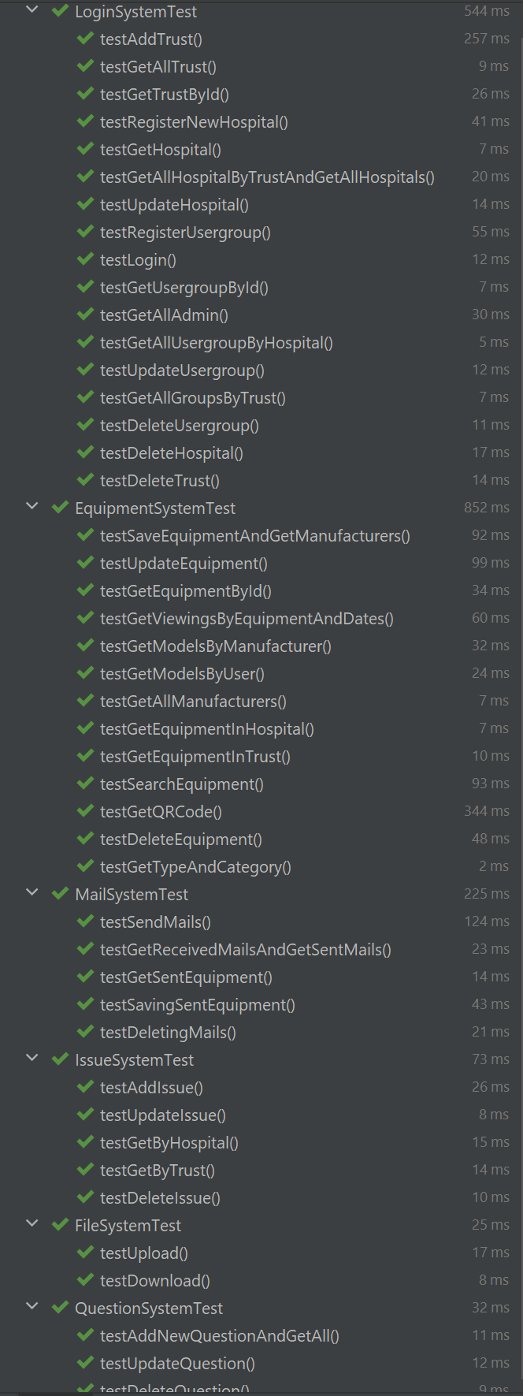 LoginSystemTest 544 ms
testAddTrust() 257 ms
testGetAllTrust() 9 ms
testGetTrustById() 26 ms
testRegisterNewHospital() 41 ms
testGetHospital() 7 ms
testGetAllHospitalByTrustAndGetAllHospitals() 20 ms
testUpdateHospital() 14 ms
testRegisterUsergroup() 55 ms
testLogin() 12 ms
testGetUsergroupById() 7 ms
testGetAllAdmin() 30 ms
testGetAllUsergroupByHospital() 5 ms
testUpdateUsergroup() 12 ms
testGetAllGroupsByTrust() 7 ms
testDeleteUsergroup() 11 ms
testDeleteHospital() 17 ms
testDeleteTrust() 14 ms
EquipmentSystemTest 852 ms
testSaveEquipmentAndGetManufacturers() 92 ms
testUpdateEquipment() 99 ms
testGetEquipmentById() 34 ms
testGetViewingsByEquipmentAndDates() 60 ms
testGetModelsByManufacturer() 32 ms
testGetModelsByUser() 24 ms
testGetAllManufacturers() 7 ms
testGetEquipmentInHospital() 7 ms
testGetEquipmentInTrust() 10 ms
testSearchEquipment() 93 ms
testGetQRCode() 344 ms
testDeleteEquipment() 48 ms
testGetTypeAndCategory() 2 ms
MailSystemTest 225 ms
testSendMails() 124 ms
testGetReceivedMailsAndGetSentMails() 23 ms
testGetSentEquipment() 14 ms
testSavingSentEquipment() 43 ms
testDeletingMails() 21 ms
IssueSystemTest 73 ms
testAddIssue() 26 ms
testUpdateIssue() 8 ms
testGetByHospital() 15 ms
testGetByTrust() 14 ms
testDeleteIssue() 10 ms
FileSystemTest 25 ms
testUpload() 17 ms
testDownload() 8 ms
QuestionSystemTest 32 ms
testAddNewQuestionAndGetAll() 11 ms
testUpdateQuestion() 12 ms
testDeleteQuestion() 9 ms